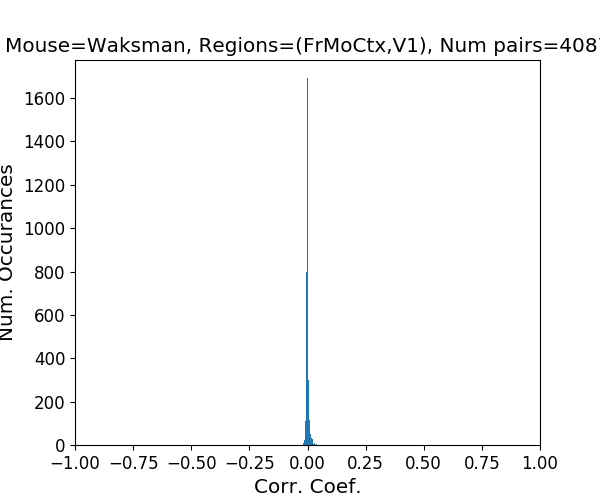 Mouse=Waksman, Regions=(FrMoCtx,V1), Num pairs=408
1600
1400
1200
1000
800
600
400
200
0
Num. Occurances
−1.00 −0.75 −0.50 −0.25 0.00 0.25 0.50 0.75 1.00
Corr. Coef.